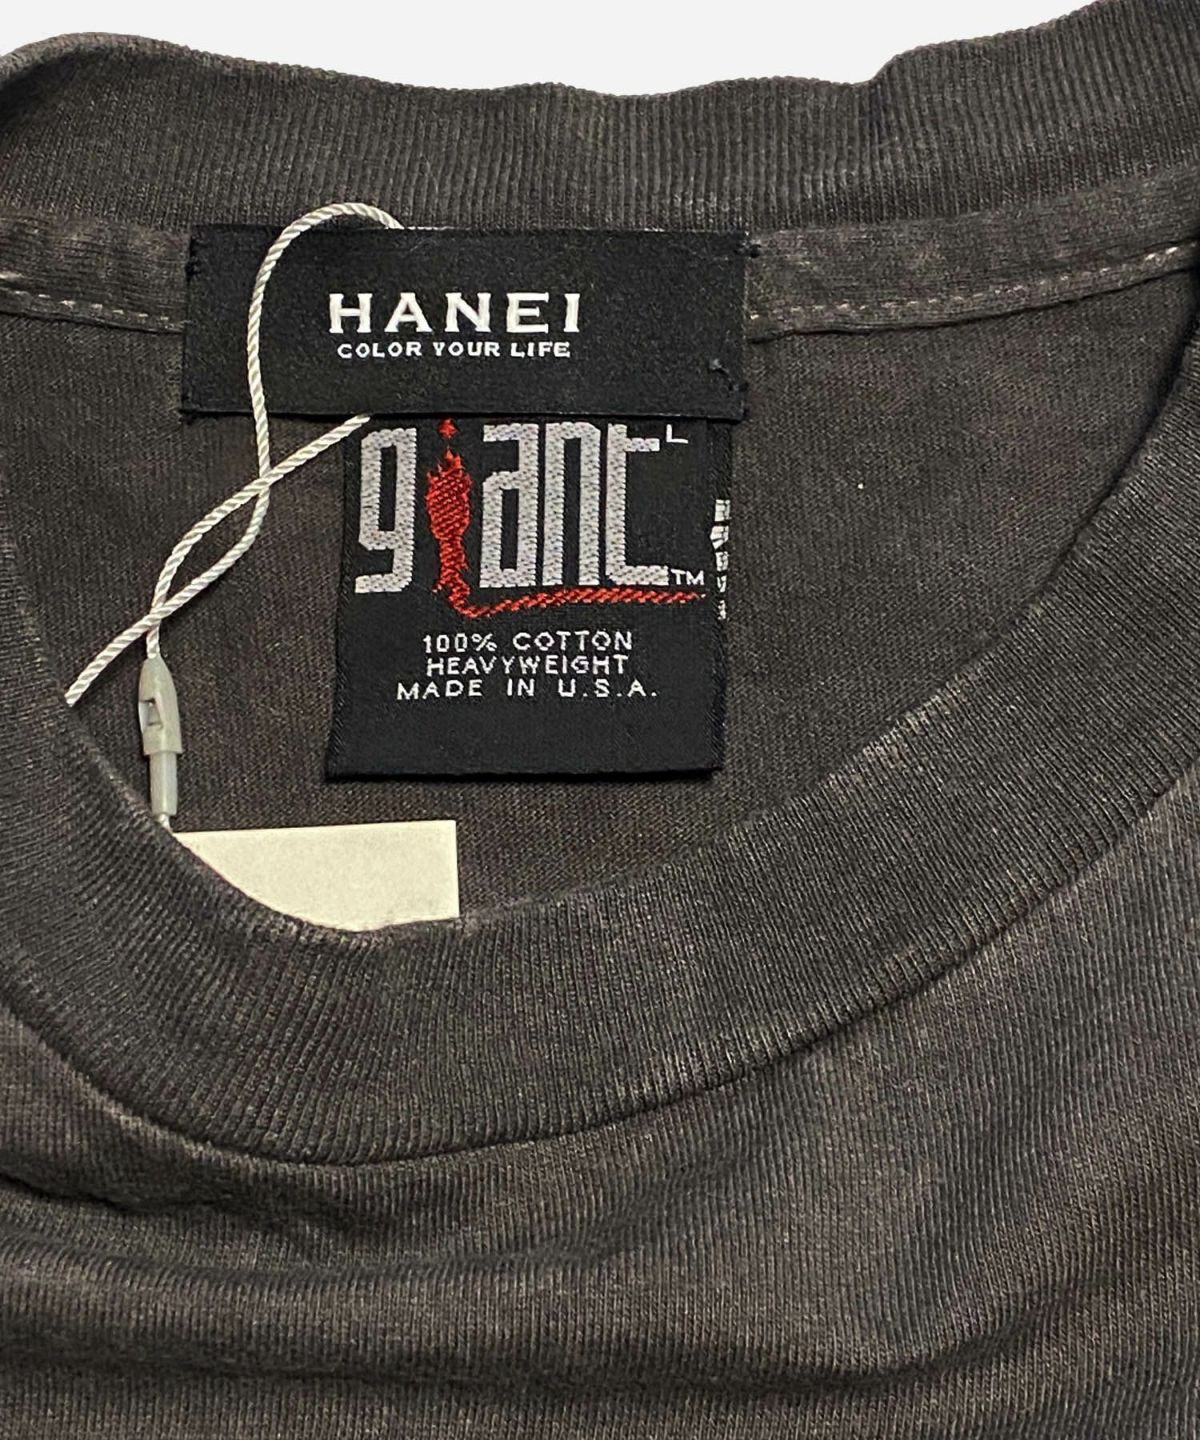 HANEI
COLOR YOUR LIFE
giant L
TM
100% COTTON
HEAVYWEIGHT
MADE IN U.S.A.